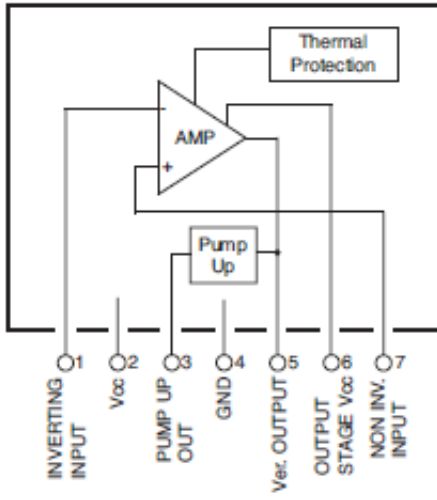 Thermal
Protection
-
AMP
+
Pump
Up
1
2
3
4
5
6
7
INVERTING
INPUT
Vcc
PUMP UP
OUT
GND
Ver. OUTPUT
OUTPUT
STAGE Vcc
NON INV.
INPUT